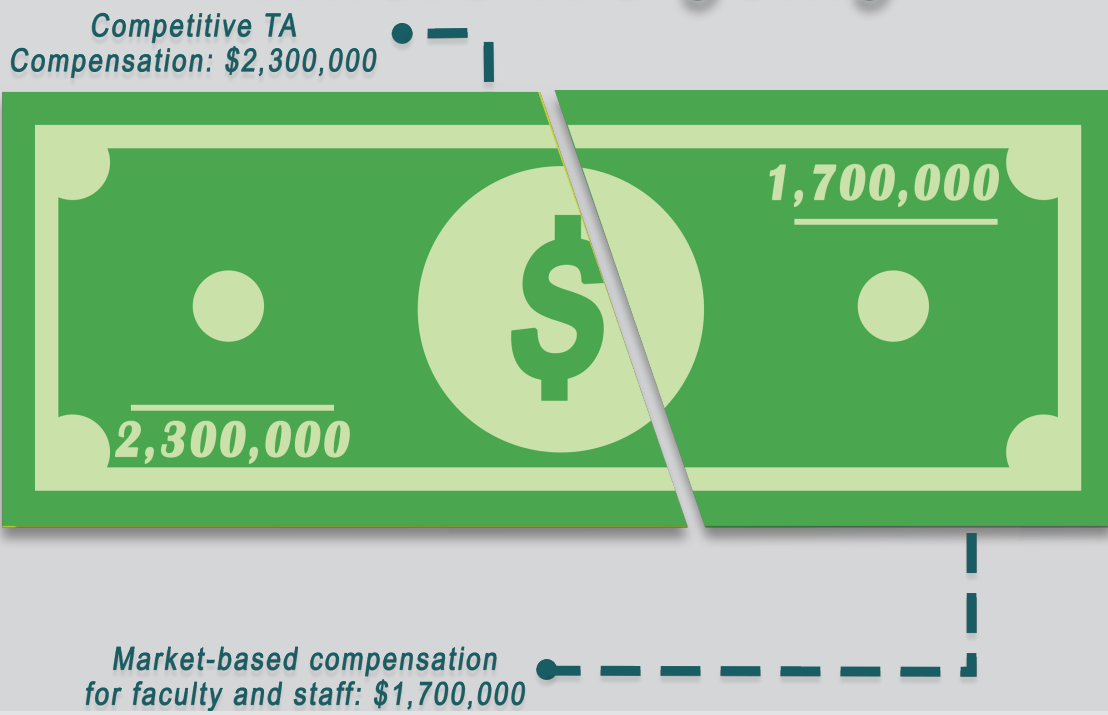 Competitive TA
Compensation: $2,300,000
1,700,000
$
2,300,000
Market-based compensation
for faculty and staff: $1,700,000